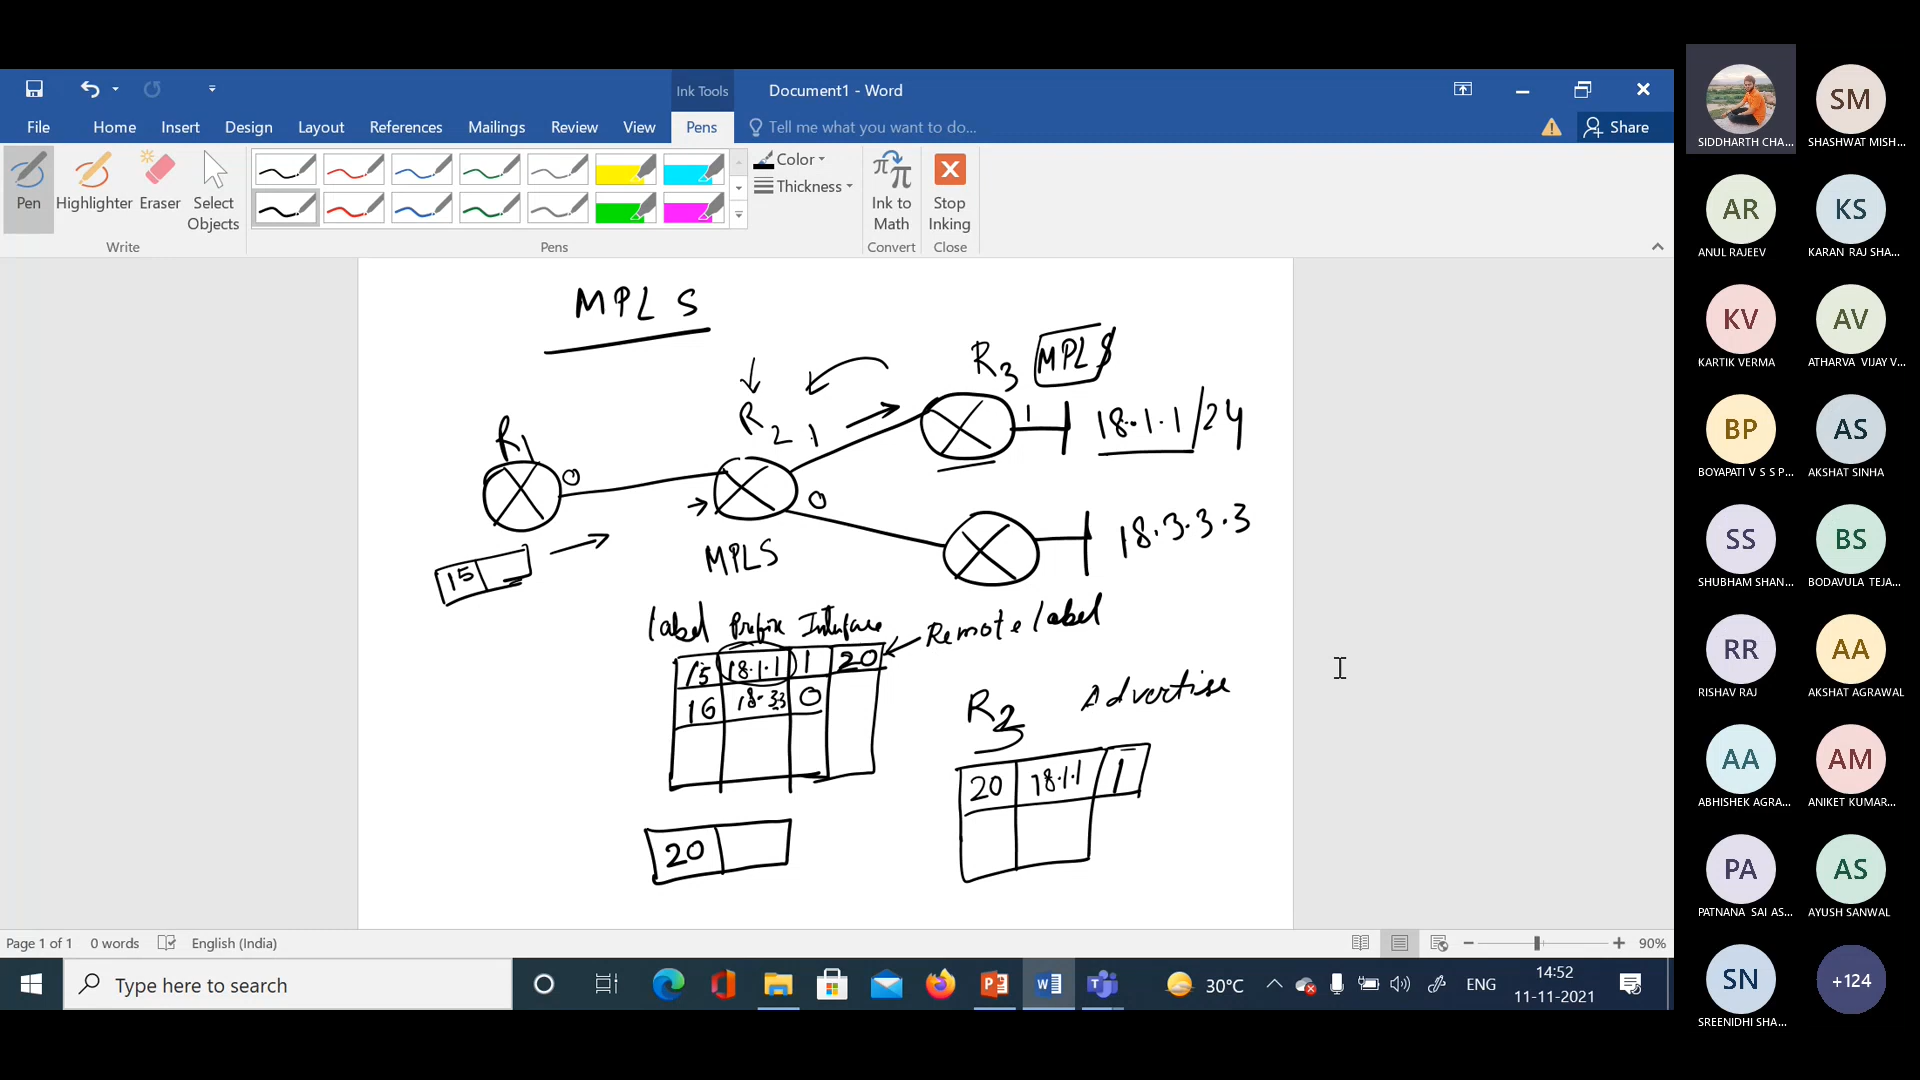 Ink Tools
Document1 - Word
File Home Insert Design Layout References Mailings Review View Pens Tell me what you want to do... Share
Pen Highlighter Eraser Select Objects
Color
Thickness
Ink to Math
Stop Inking
Write Pens Convert Close
MPLS
R3 MPLS
R2 1
1 18.1.1/24
R1 0
0
18.3.3.3
15
MPLS
label Prefix Interface
Remote label
15 18.1.1 1 20
16 18.33 0
R3 Advertise
20 18.1.1 1
20
Page 1 of 1 0 words English (India) 90%
Type here to search
30°C ENG
14:52
11-11-2021
SIDDHARTH CHA...
SM
SHASHWAT MISH...
AR
ANUL RAJEEV
KS
KARAN RAJ SHA...
KV
KARTIK VERMA
AV
ATHARVA VIJAY V...
BP
BOYAPATI V S S P...
AS
AKSHAT SINHA
SS
SHUBHAM SHAN...
BS
BODAVULA TEJA...
RR
RISHAV RAJ
AA
AKSHAT AGRAWAL
AA
ABHISHEK AGRA...
AM
ANIKET KUMAR...
PA
PATNANA SAI AS...
AS
AYUSH SANWAL
SN
SREENIDHI SHA...
+124